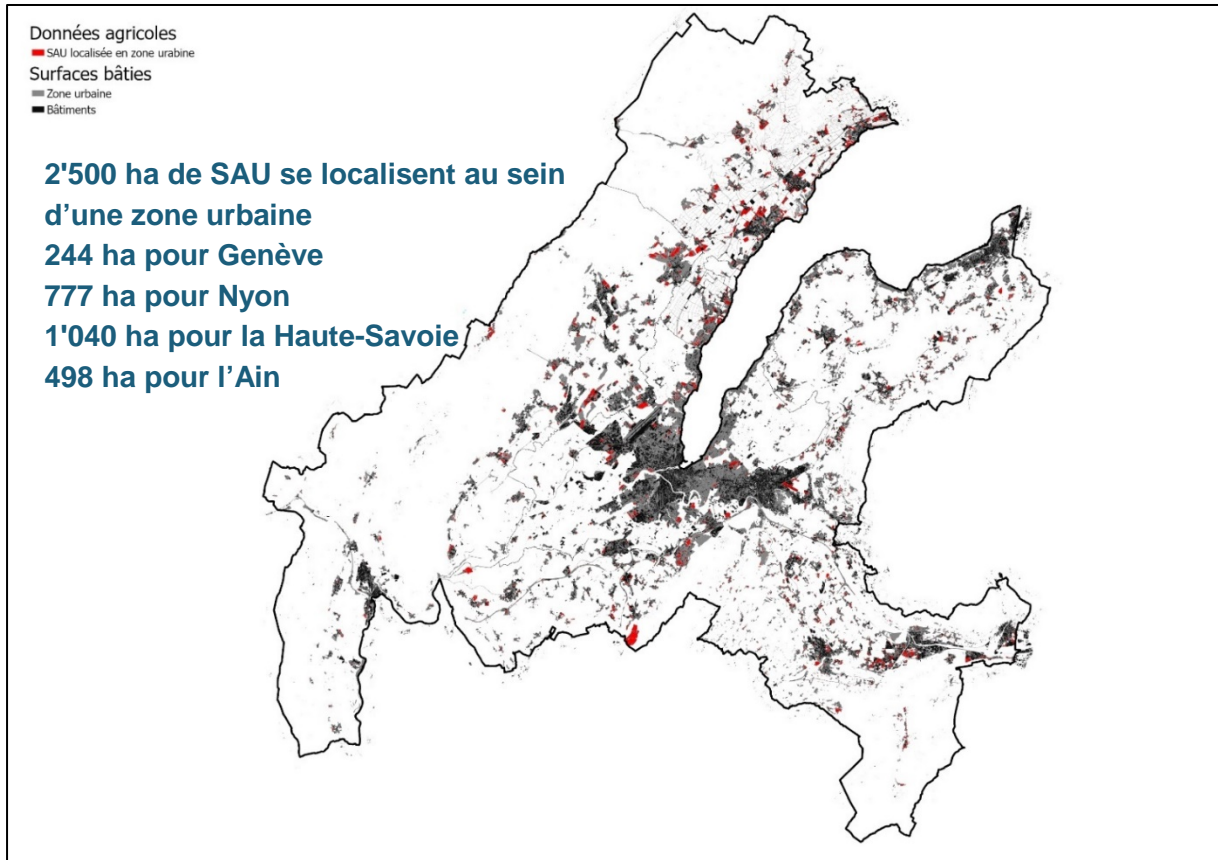 Données agricoles
SAU localisée en zone urabine
Surfaces bâties
Zone urbaine
Bâtiments
2'500 ha de SAU se localisent au sein
d’une zone urbaine
244 ha pour Genève
777 ha pour Nyon
1'040 ha pour la Haute-Savoie
498 ha pour l’Ain